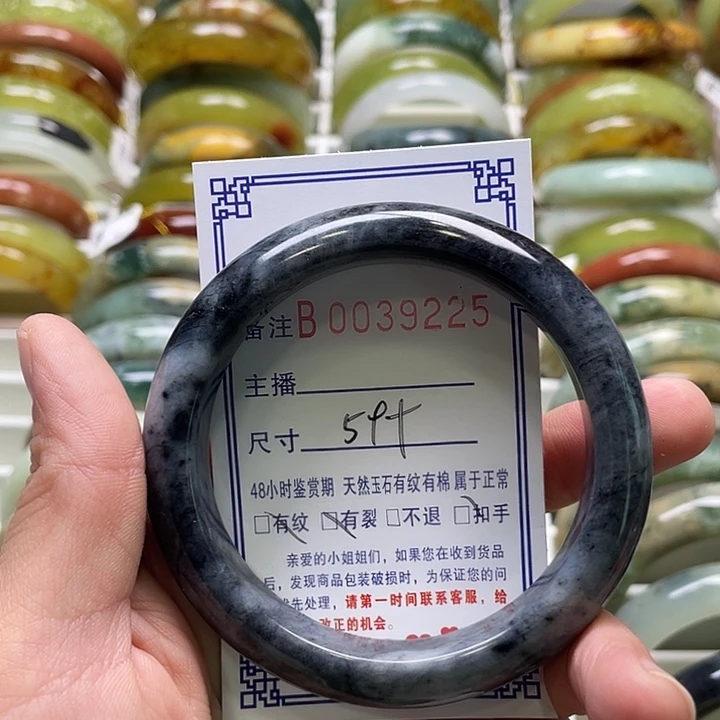 备注 B 0039225
主播
尺寸 59+
48小时鉴赏期 天然玉石有纹有棉 属于正常
□有纹 □有裂 □不退 □扣手
亲爱的小姐姐们，如果您在收到货品
后，发现商品包装破损时，为保证您的问
优先处理，请第一时间联系客服，给
改正的机会。